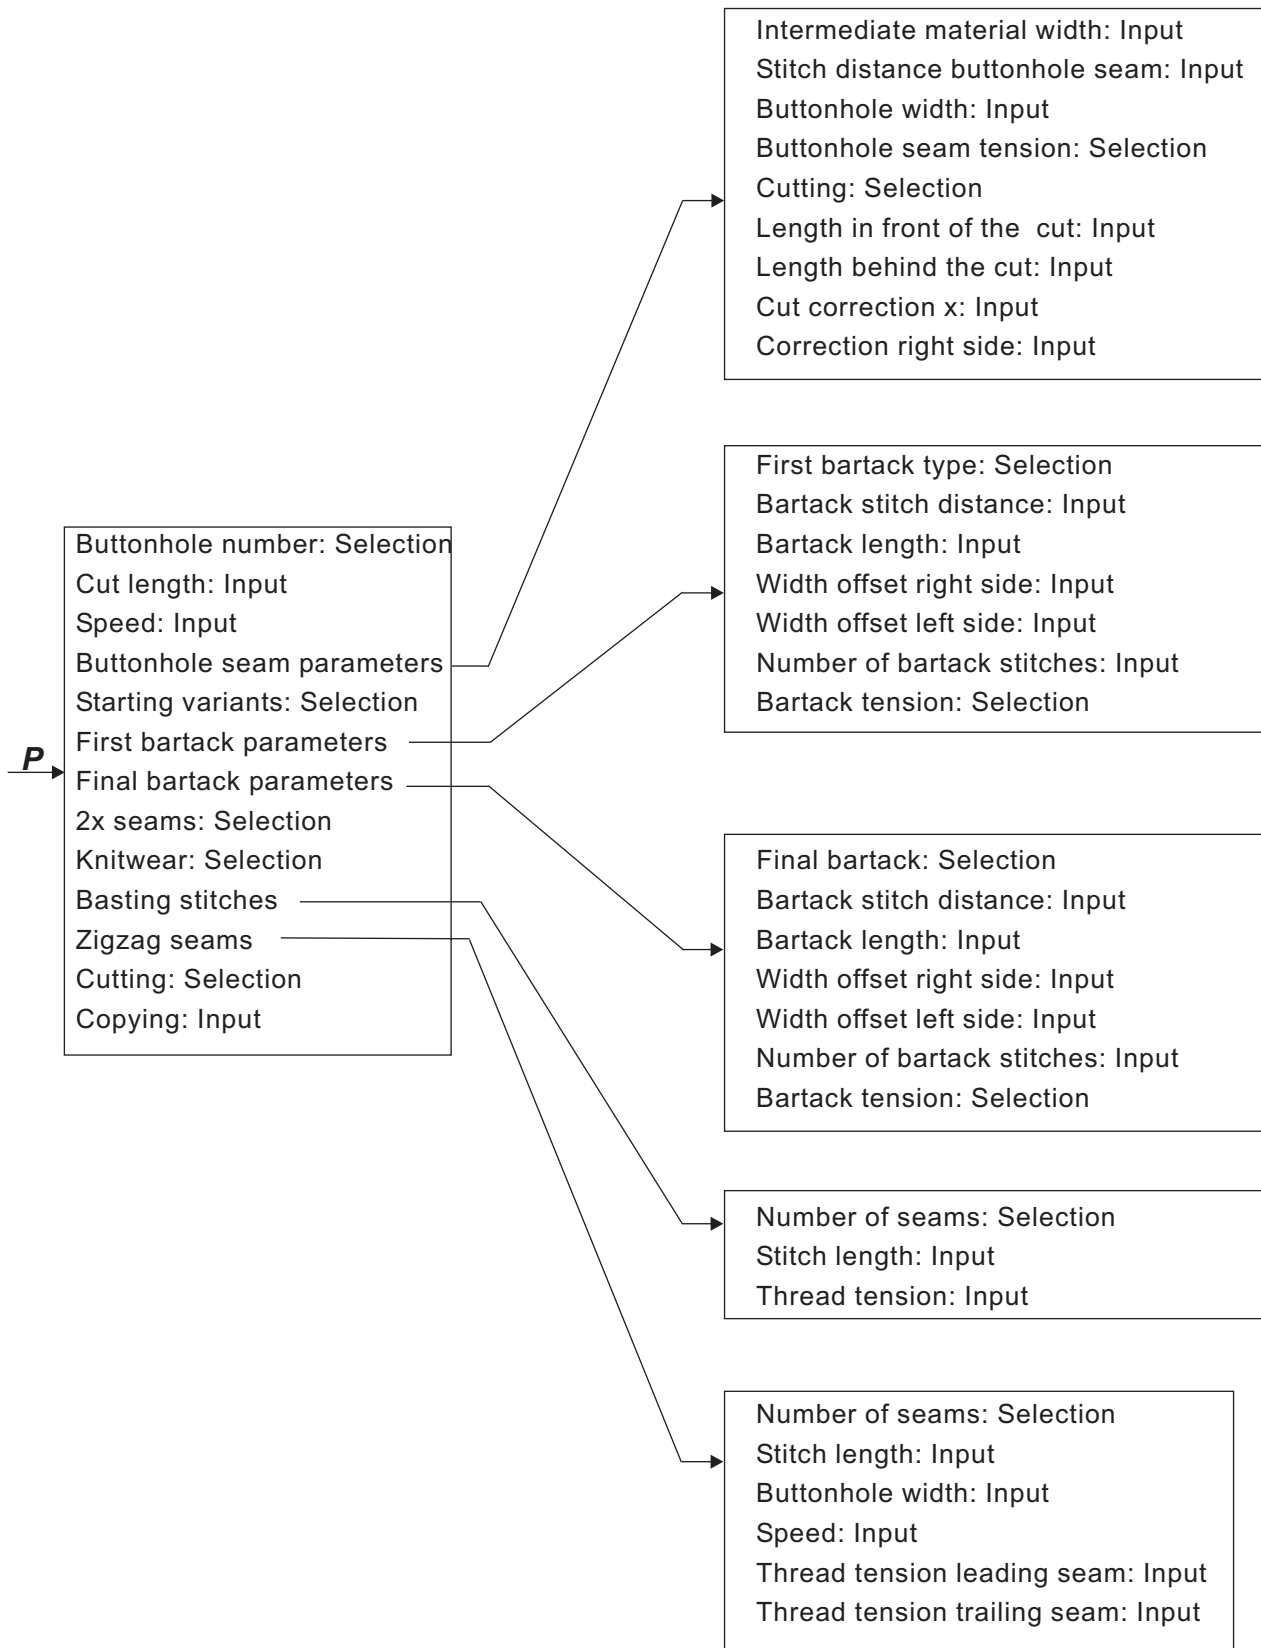 Intermediate material width: Input
Stitch distance buttonhole seam: Input
Buttonhole width: Input
Buttonhole seam tension: Selection
Cutting: Selection
Length in front of the cut: Input
Length behind the cut: Input
Cut correction x: Input
Correction right side: Input
First bartack type: Selection
Bartack stitch distance: Input
Bartack length: Input
Width offset right side: Input
Width offset left side: Input
Number of bartack stitches: Input
Bartack tension: Selection
P
Buttonhole number: Selection
Cut length: Input
Speed: Input
Buttonhole seam parameters
Starting variants: Selection
First bartack parameters
Final bartack parameters
2x seams: Selection
Knitwear: Selection
Basting stitches
Zigzag seams
Cutting: Selection
Copying: Input
Final bartack: Selection
Bartack stitch distance: Input
Bartack length: Input
Width offset right side: Input
Width offset left side: Input
Number of bartack stitches: Input
Bartack tension: Selection
Number of seams: Selection
Stitch length: Input
Thread tension: Input
Number of seams: Selection
Stitch length: Input
Buttonhole width: Input
Speed: Input
Thread tension leading seam: Input
Thread tension trailing seam: Input